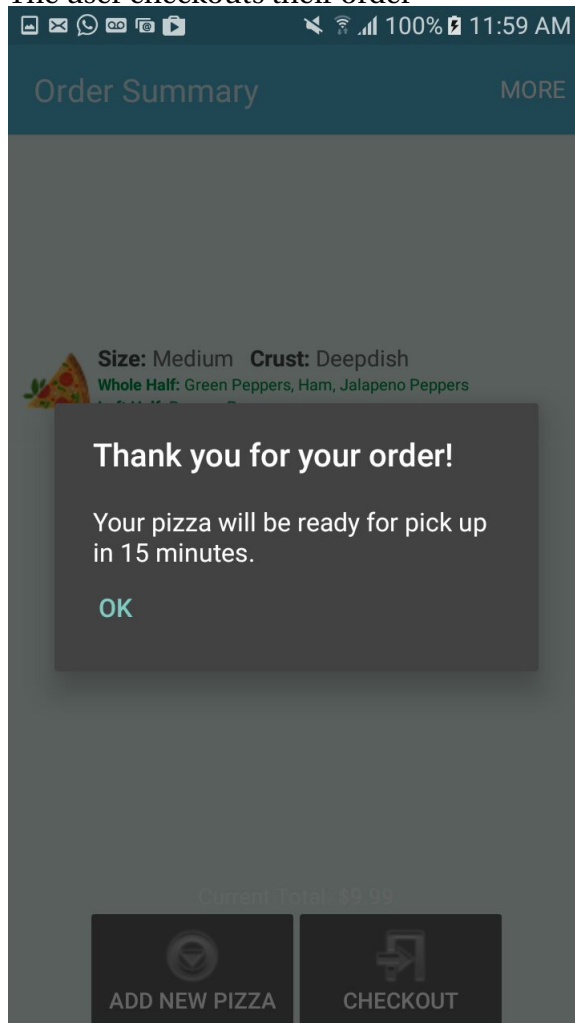 The user checkouts their order
100% 11:59 AM
Order Summary MORE
Size: Medium Crust: Deepdish
Whole Half: Green Peppers, Ham, Jalapeno Peppers
Thank you for your order!
Your pizza will be ready for pick up
in 15 minutes.
OK
Current Total: $9.99
ADD NEW PIZZA CHECKOUT